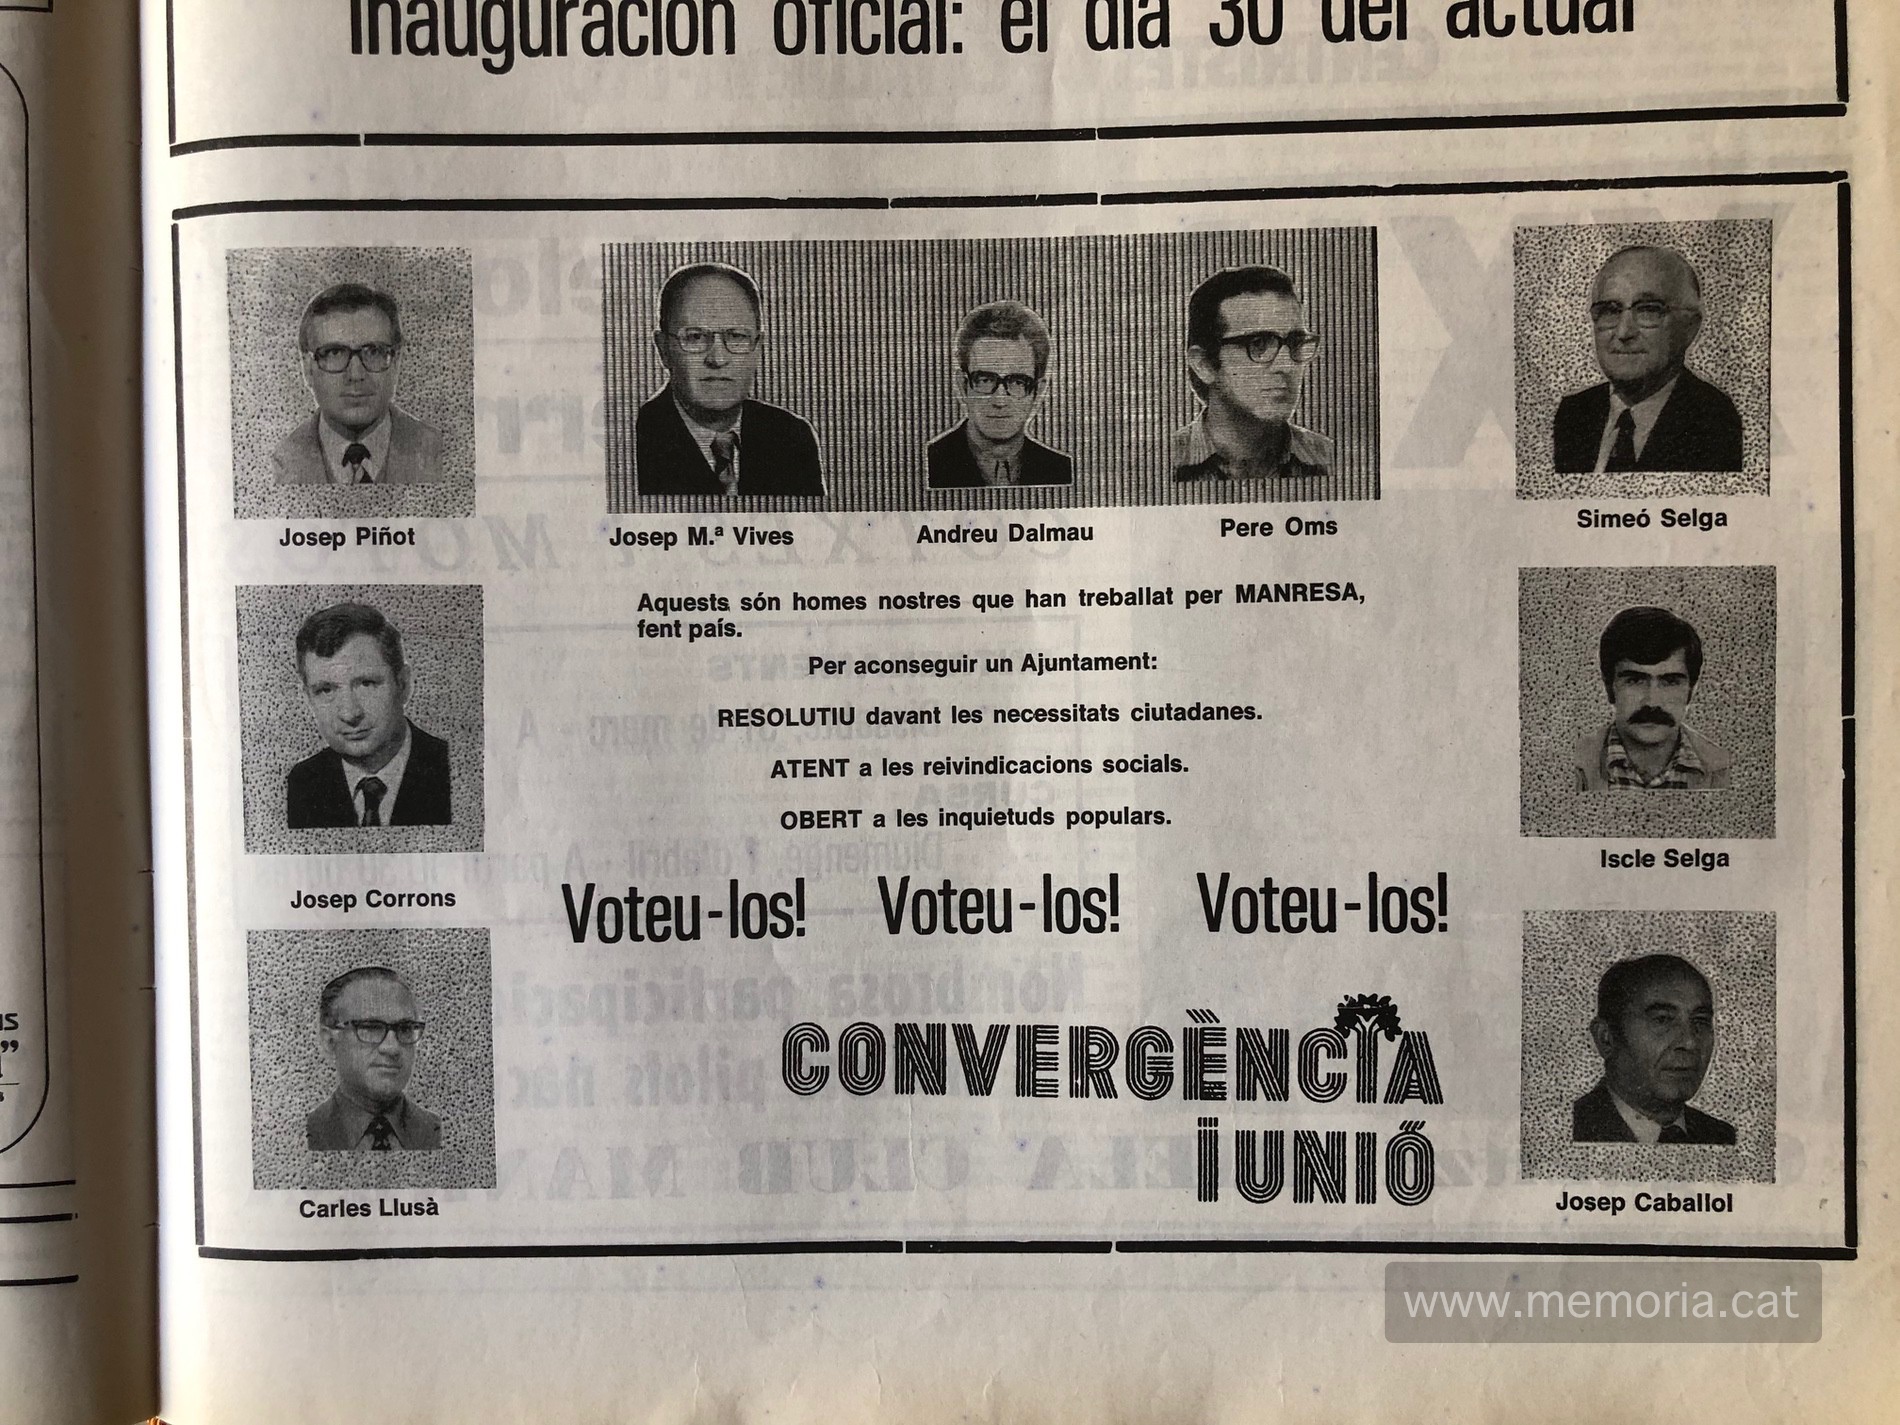 Inauguración oficial: el día 30 del actual
Josep Piñot
Josep M.ª Vives
Andreu Dalmau
Pere Oms
Simeó Selga
Aquests són homes nostres que han treballat per MANRESA,
fent país.
Per aconseguir un Ajuntament:
RESOLUTIU davant les necessitats ciutadanes.
ATENT a les reivindicacions socials.
OBERT a les inquietuds populars.
Josep Corrons
Iscle Selga
Voteu-los! Voteu-los! Voteu-los!
CONVERGÈNCIA
i UNIÓ
Carles Llusà
Josep Caballol
www.memoria.cat